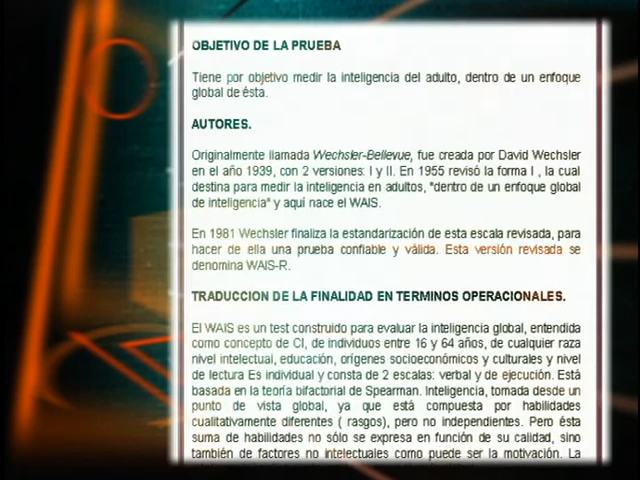 OBJETIVO DE LA PRUEBA
Tiene por objetivo medir la inteligencia del adulto, dentro de un enfoque
global de ésta.
AUTORES.
Originalmente llamada Wechsler-Bellevue, fue creada por David Wechsler
en el año 1939, con 2 versiones: I y II. En 1955 revisó la forma I , la cual
destina para medir la inteligencia en adultos, "dentro de un enfoque global
de inteligencia" y aquí nace el WAIS.
En 1981 Wechsler finaliza la estandarización de esta escala revisada, para
hacer de ella una prueba confiable y válida. Esta versión revisada se
denomina WAIS-R.
TRADUCCION DE LA FINALIDAD EN TERMINOS OPERACIONALES.
El WAIS es un test construido para evaluar la inteligencia global, entendida
como concepto de CI, de individuos entre 16 y 64 años, de cualquier raza
nivel intelectual, educación, orígenes socioeconómicos y culturales y nivel
de lectura Es individual y consta de 2 escalas: verbal y de ejecución. Está
basada en la teoría bifactorial de Spearman. Inteligencia, tomada desde un
punto de vista global, ya que está compuesta por habilidades
cualitativamente diferentes ( rasgos), pero no independientes. Pero ésta
suma de habilidades no sólo se expresa en función de su calidad, sino
también de factores no intelectuales como puede ser la motivación. La